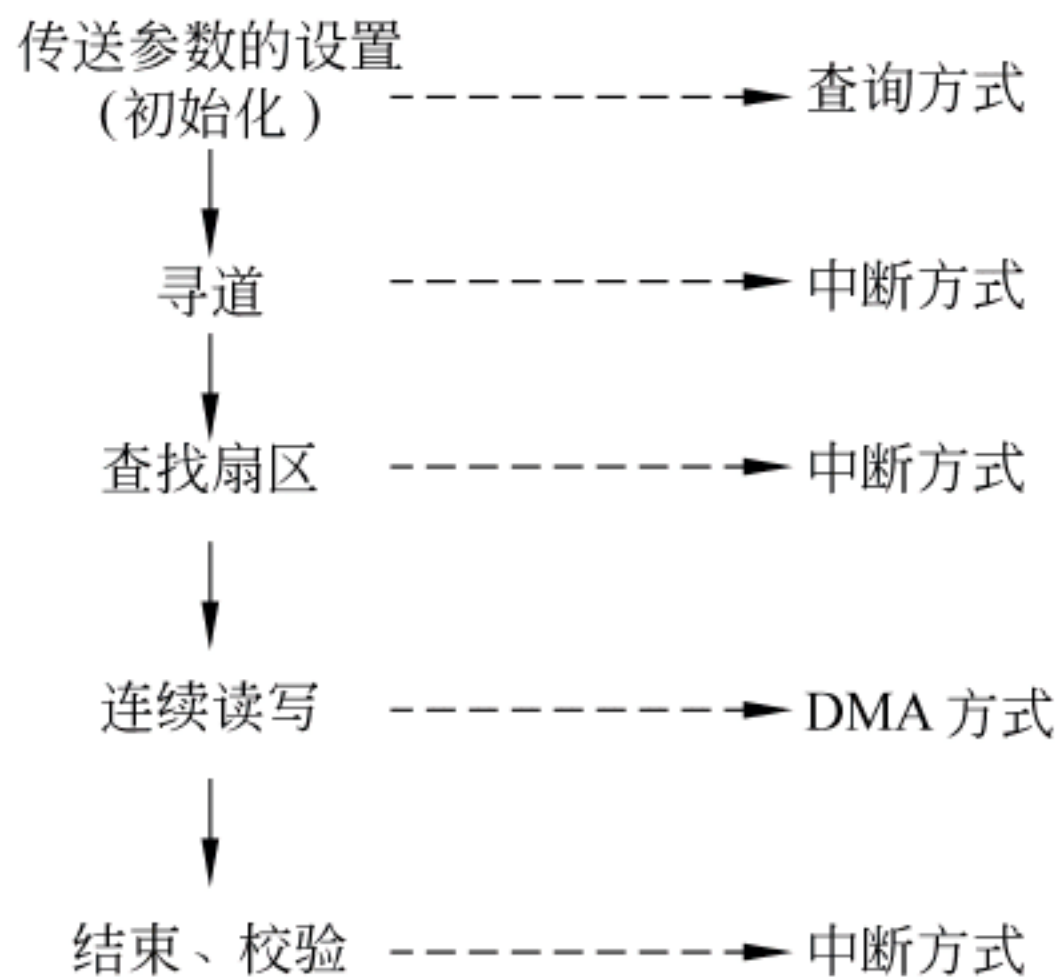 传送参数的设置
(初始化)
查询方式
寻道
中断方式
查找扇区
中断方式
连续读写
DMA 方式
结束、校验
中断方式